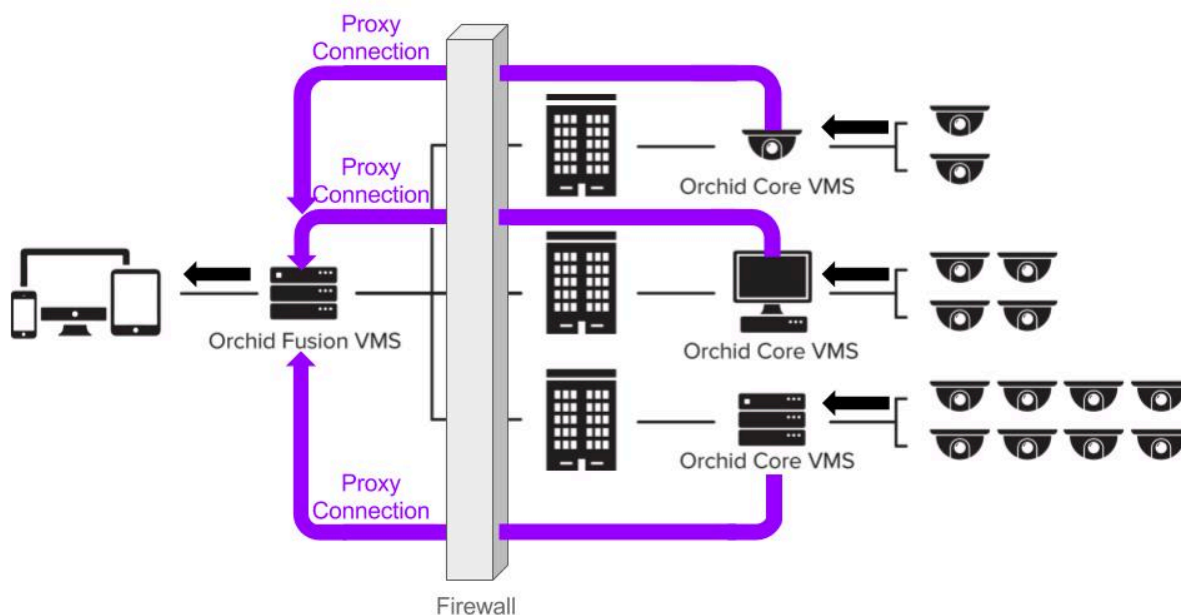 Proxy
Connection
Proxy
Connection
Orchid Core VMS
Orchid Fusion VMS
Orchid Core VMS
Orchid Core VMS
Proxy
Connection
Firewall